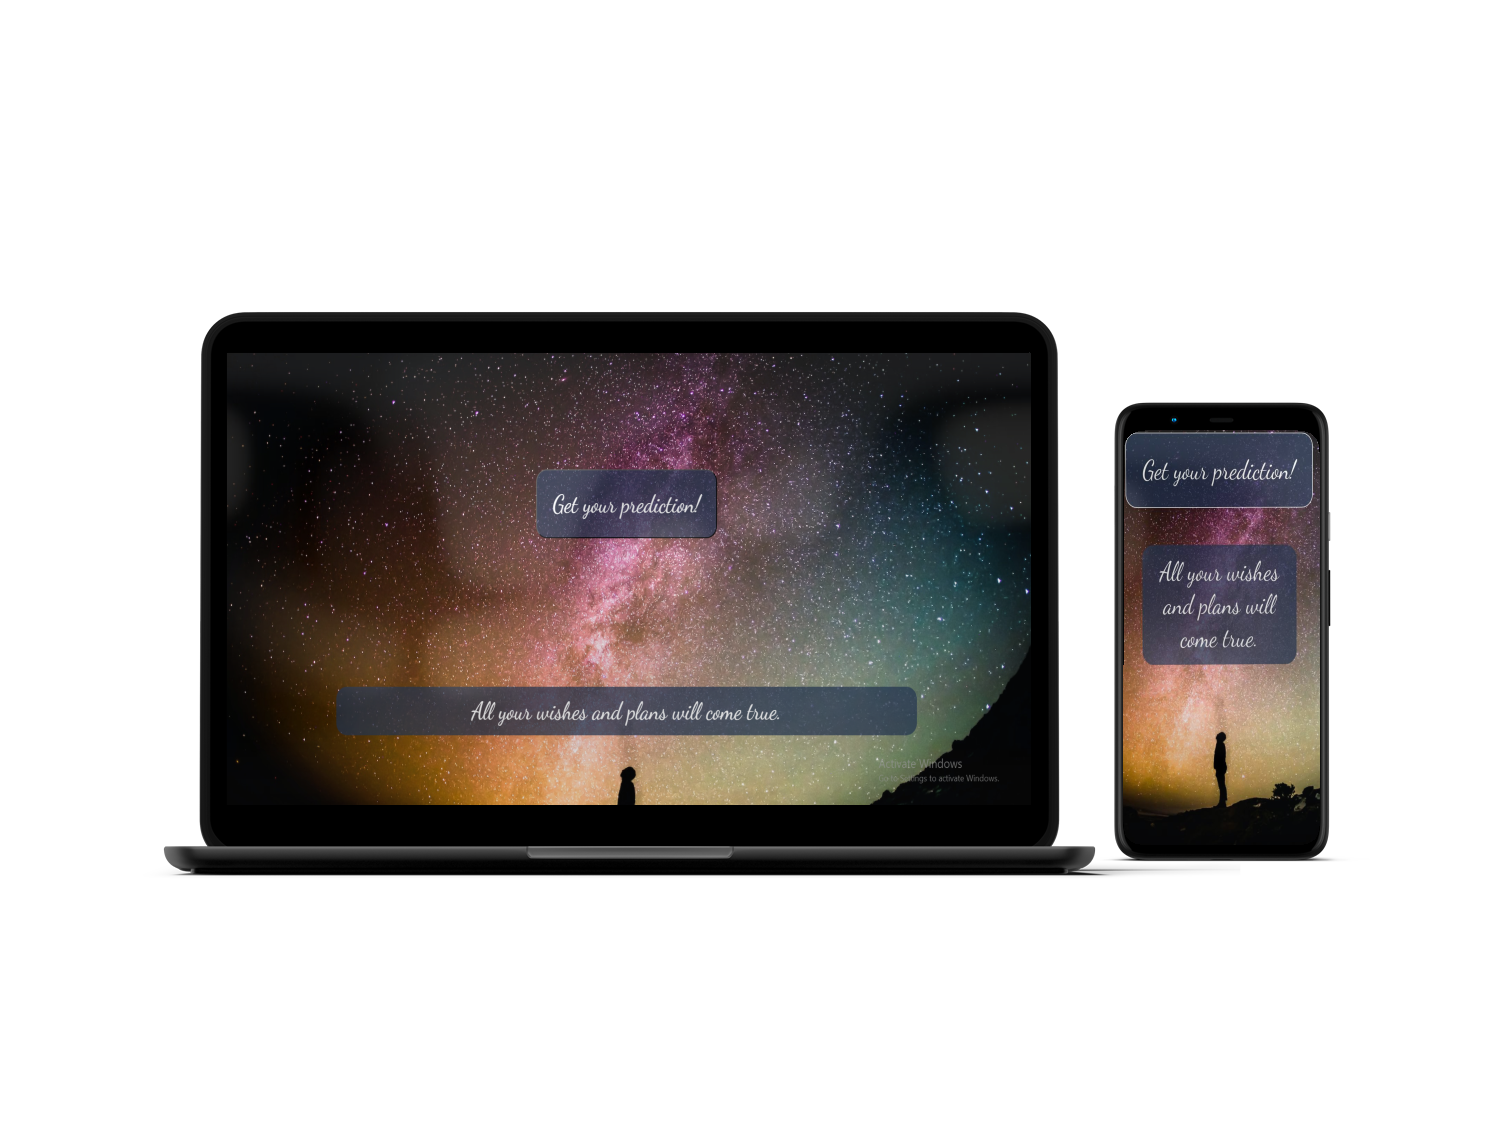 Get your prediction!
All your wishes and plans will come true.
Activate Windows
Go to Settings to activate Windows.
Get your prediction!
All your wishes
and plans will
come true.